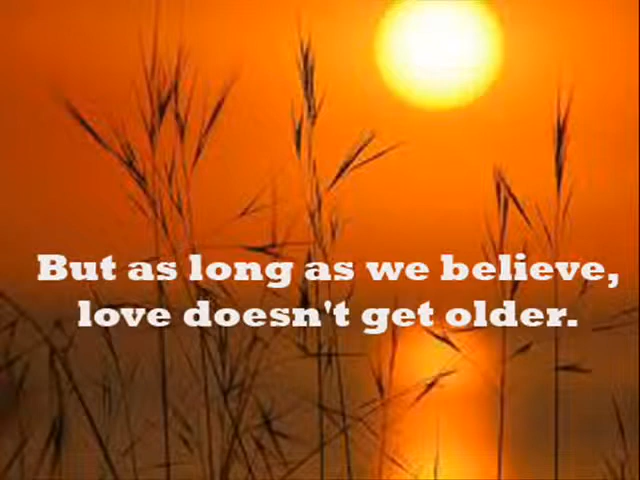 But as long as we believe,
love doesn't get older.